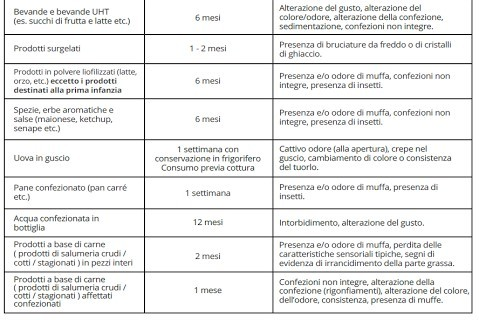 Bevande e bevande UHT
(es. succhi di frutta e latte etc.)
6 mesi
Alterazione del gusto, alterazione del
colore/odore, alterazione della confezione,
sedimentazione, confezioni non integre.
Prodotti surgelati
1 - 2 mesi
Presenza di bruciature da freddo o di cristalli
di ghiaccio.
Prodotti in polvere liofilizzati (latte,
orzo, etc.) eccetto i prodotti
destinati alla prima infanzia
6 mesi
Presenza e/o odore di muffa, confezioni non
integre, presenza di insetti.
Spezie, erbe aromatiche e
salse (maionese, ketchup,
senape etc.)
6 mesi
Presenza e/o odore di muffa, confezioni non
integre, presenza di insetti.
Uova in guscio
1 settimana con
conservazione in frigorifero
Consumo previa cottura
Cattivo odore (alla apertura), crepe nel
guscio, cambiamento di colore o consistenza
del tuorlo.
Pane confezionato (pan carré
etc.)
1 settimana
Presenza e/o odore di muffa, presenza di
insetti.
Acqua confezionata in
bottiglia
12 mesi
Intorbidimento, alterazione del gusto.
Prodotti a base di carne
( prodotti di salumeria crudi /
cotti / stagionati ) in pezzi interi
2 mesi
Presenza e/o odore di muffa, perdita delle
caratteristiche sensoriali tipiche, segni di
evidenza di irrancidimento della parte grassa.
Prodotti a base di carne
( prodotti di salumeria crudi /
cotti / stagionati ) affettati
confezionati
1 mese
Confezioni non integre, alterazione della
confezione (rigonfiamenti), alterazione del colore,
dell'odore, consistenza, presenza di muffe.